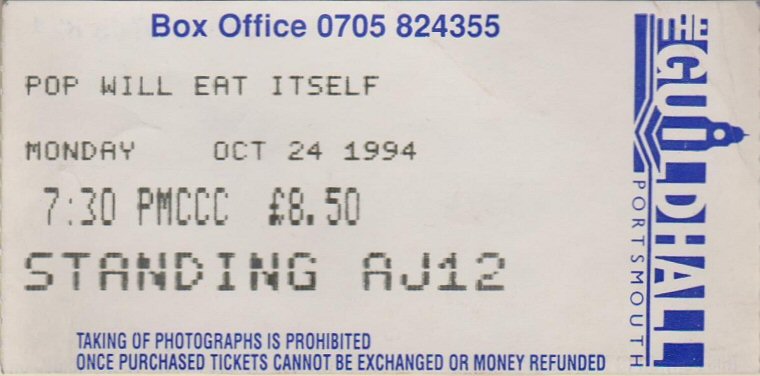 Box Office 0705 824355
POP WILL EAT ITSELF
MONDAY OCT 24 1994
7:30 PMCCC £8.50
STANDING AJ12
TAKING OF PHOTOGRAPHS IS PROHIBITED
ONCE PURCHASED TICKETS CANNOT BE EXCHANGED OR MONEY REFUNDED
THE GUILDHALL
PORTSMOUTH